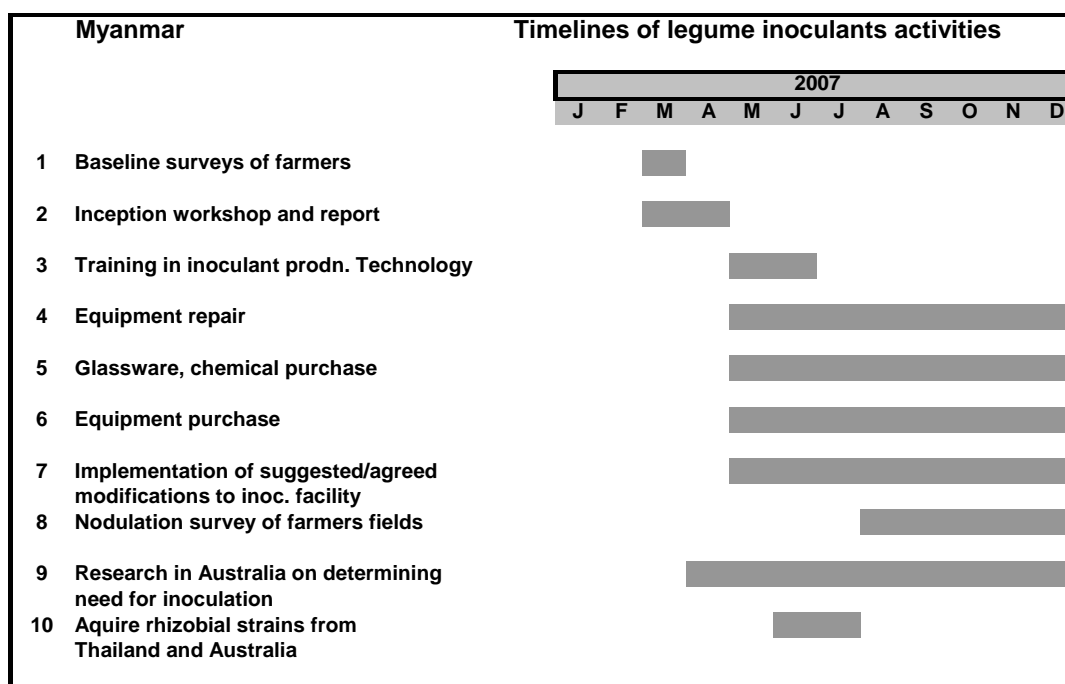 Myanmar Timelines of legume inoculants activities
2007
J F M A M J J A S O N D
1 Baseline surveys of farmers
2 Inception workshop and report
3 Training in inoculant prodn. Technology
4 Equipment repair
5 Glassware, chemical purchase
6 Equipment purchase
7 Implementation of suggested/agreed
modifications to inoc. facility
8 Nodulation survey of farmers fields
9 Research in Australia on determining
need for inoculation
10 Aquire rhizobial strains from
Thailand and Australia